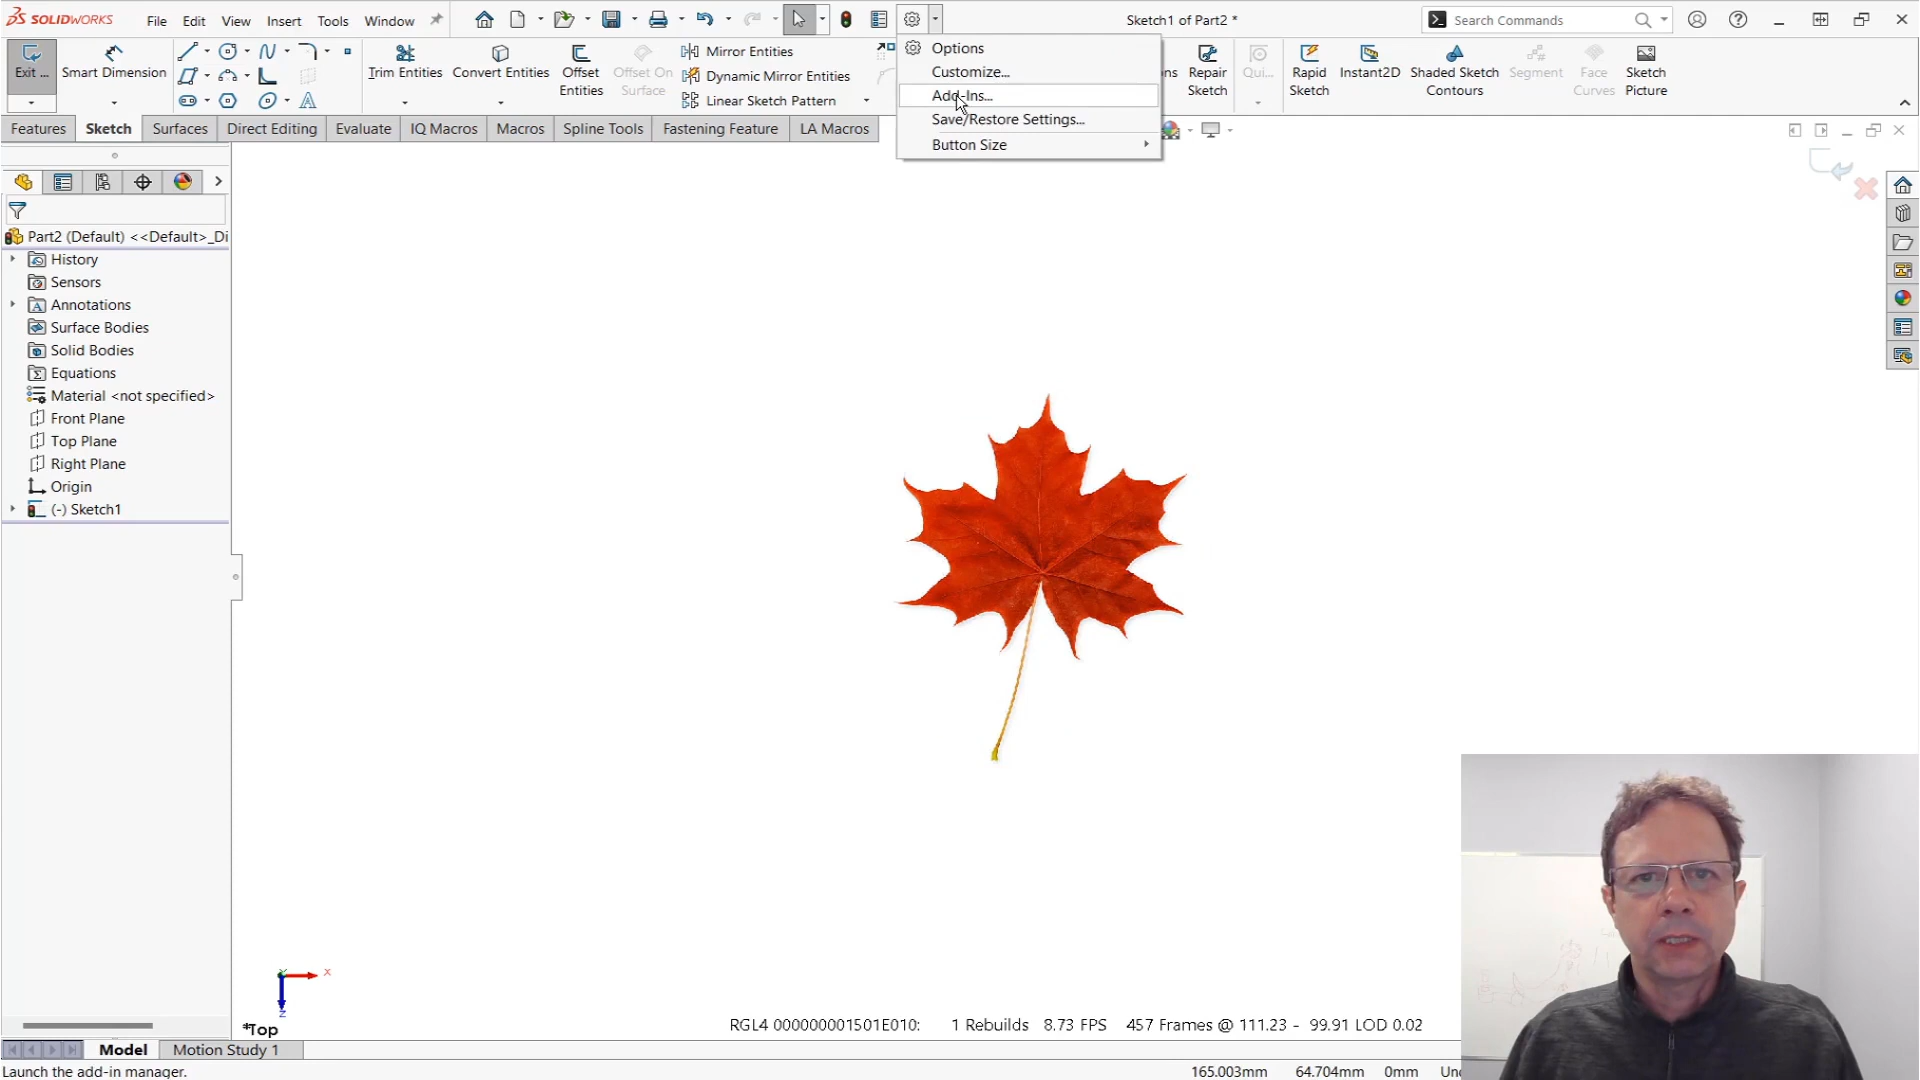 SOLIDWORKS File Edit View Insert Tools Window Sketch1 of Part2 * Search Commands
Exit ... Smart Dimension Trim Entities Convert Entities Offset Entities Offset On Surface Mirror Entities Dynamic Mirror Entities Linear Sketch Pattern Repair Sketch Qui... Rapid Sketch Instant2D Shaded Sketch Contours Segment Face Curves Sketch Picture
Options
Customize...
Add-Ins...
Save/Restore Settings...
Button Size
Features Sketch Surfaces Direct Editing Evaluate IQ Macros Macros Spline Tools Fastening Feature LA Macros
Part2 (Default) <<Default>_Di
History
Sensors
Annotations
Surface Bodies
Solid Bodies
Equations
Material <not specified>
Front Plane
Top Plane
Right Plane
Origin
(-) Sketch1
X
Z
*Top
RGL4 000000001501E010: 1 Rebuilds 8.73 FPS 457 Frames @ 111.23 - 99.91 LOD 0.02
Model Motion Study 1
Launch the add-in manager. 165.003mm 64.704mm 0mm